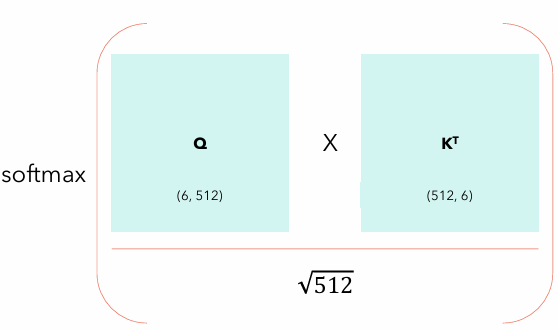 softmax
Q
X
Kᵀ
(6, 512)
(512, 6)
√512